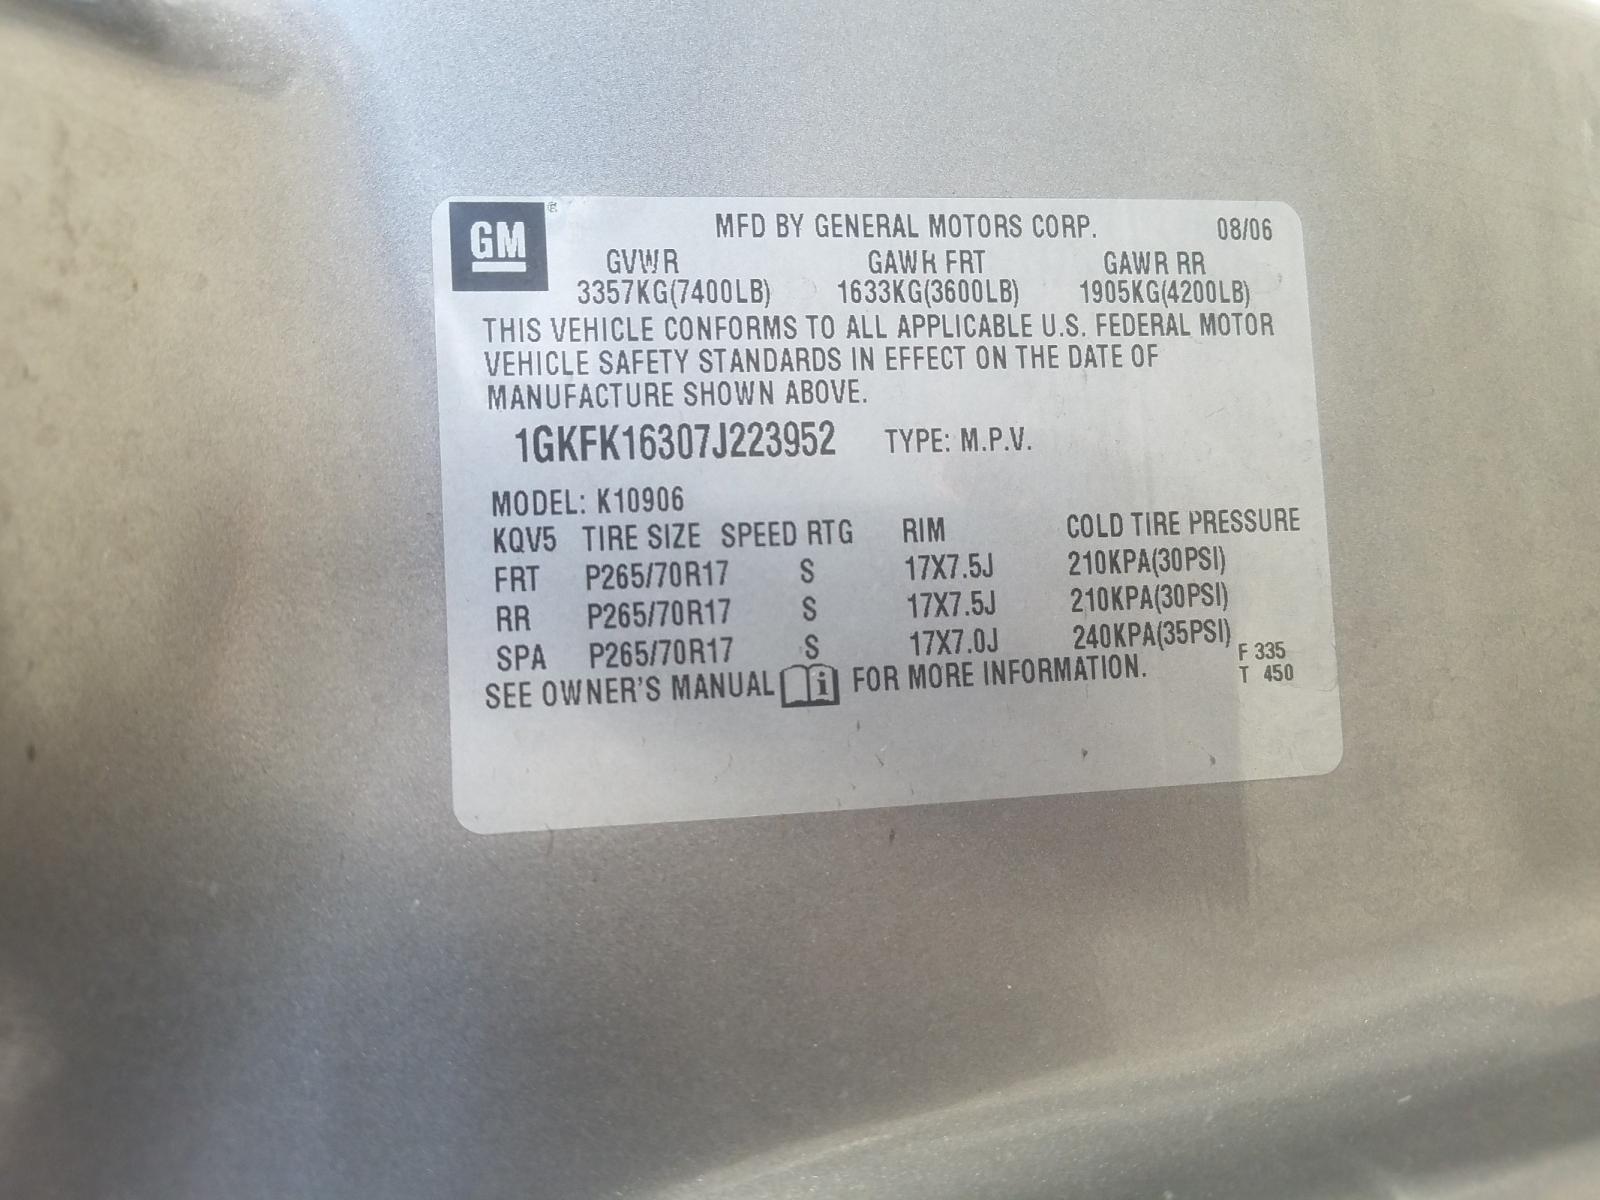 GM ®
MFD BY GENERAL MOTORS CORP. 08/06
GVWR GAWR FRT GAWR RR
3357KG(7400LB) 1633KG(3600LB) 1905KG(4200LB)
THIS VEHICLE CONFORMS TO ALL APPLICABLE U.S. FEDERAL MOTOR
VEHICLE SAFETY STANDARDS IN EFFECT ON THE DATE OF
MANUFACTURE SHOWN ABOVE.
1GKFK16307J223952 TYPE: M.P.V.
MODEL: K10906
KQV5 TIRE SIZE SPEED RTG RIM COLD TIRE PRESSURE
FRT P265/70R17 S 17X7.5J 210KPA(30PSI)
RR P265/70R17 S 17X7.5J 210KPA(30PSI)
SPA P265/70R17 S 17X7.0J 240KPA(35PSI)
SEE OWNER'S MANUAL i FOR MORE INFORMATION.
F 335
T 450